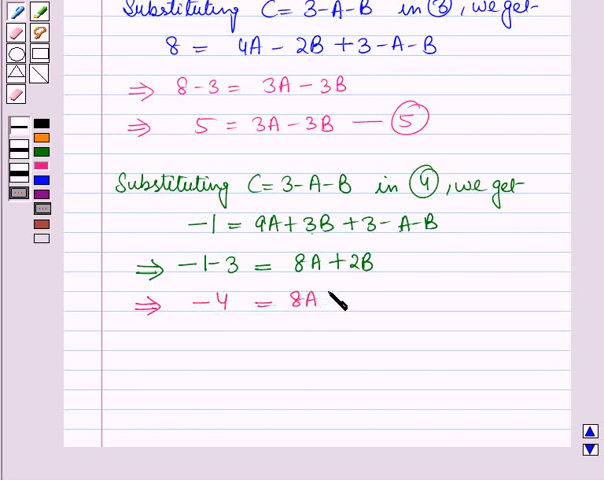 Substituting C = 3-A-B in ③, we get-
8 = 4A - 2B + 3-A-B
⇒ 8-3 = 3A - 3B
⇒ 5 = 3A - 3B — ⑤
Substituting C = 3-A-B in ④, we get-
-1 = 9A + 3B + 3-A-B
⇒ -1-3 = 8A + 2B
⇒ -4 = 8A